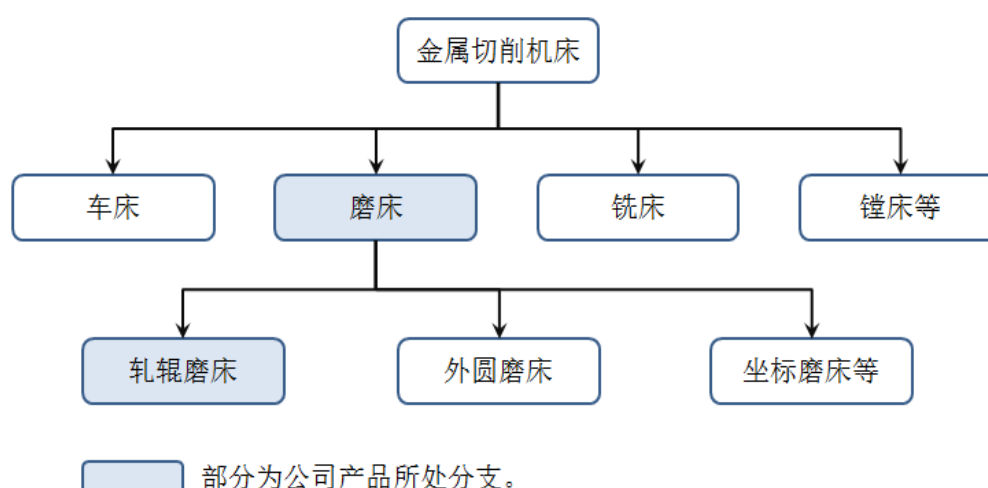 金属切削机床
车床
磨床
铣床
镗床等
轧辊磨床
外圆磨床
坐标磨床等
部分为公司产品所处分支。